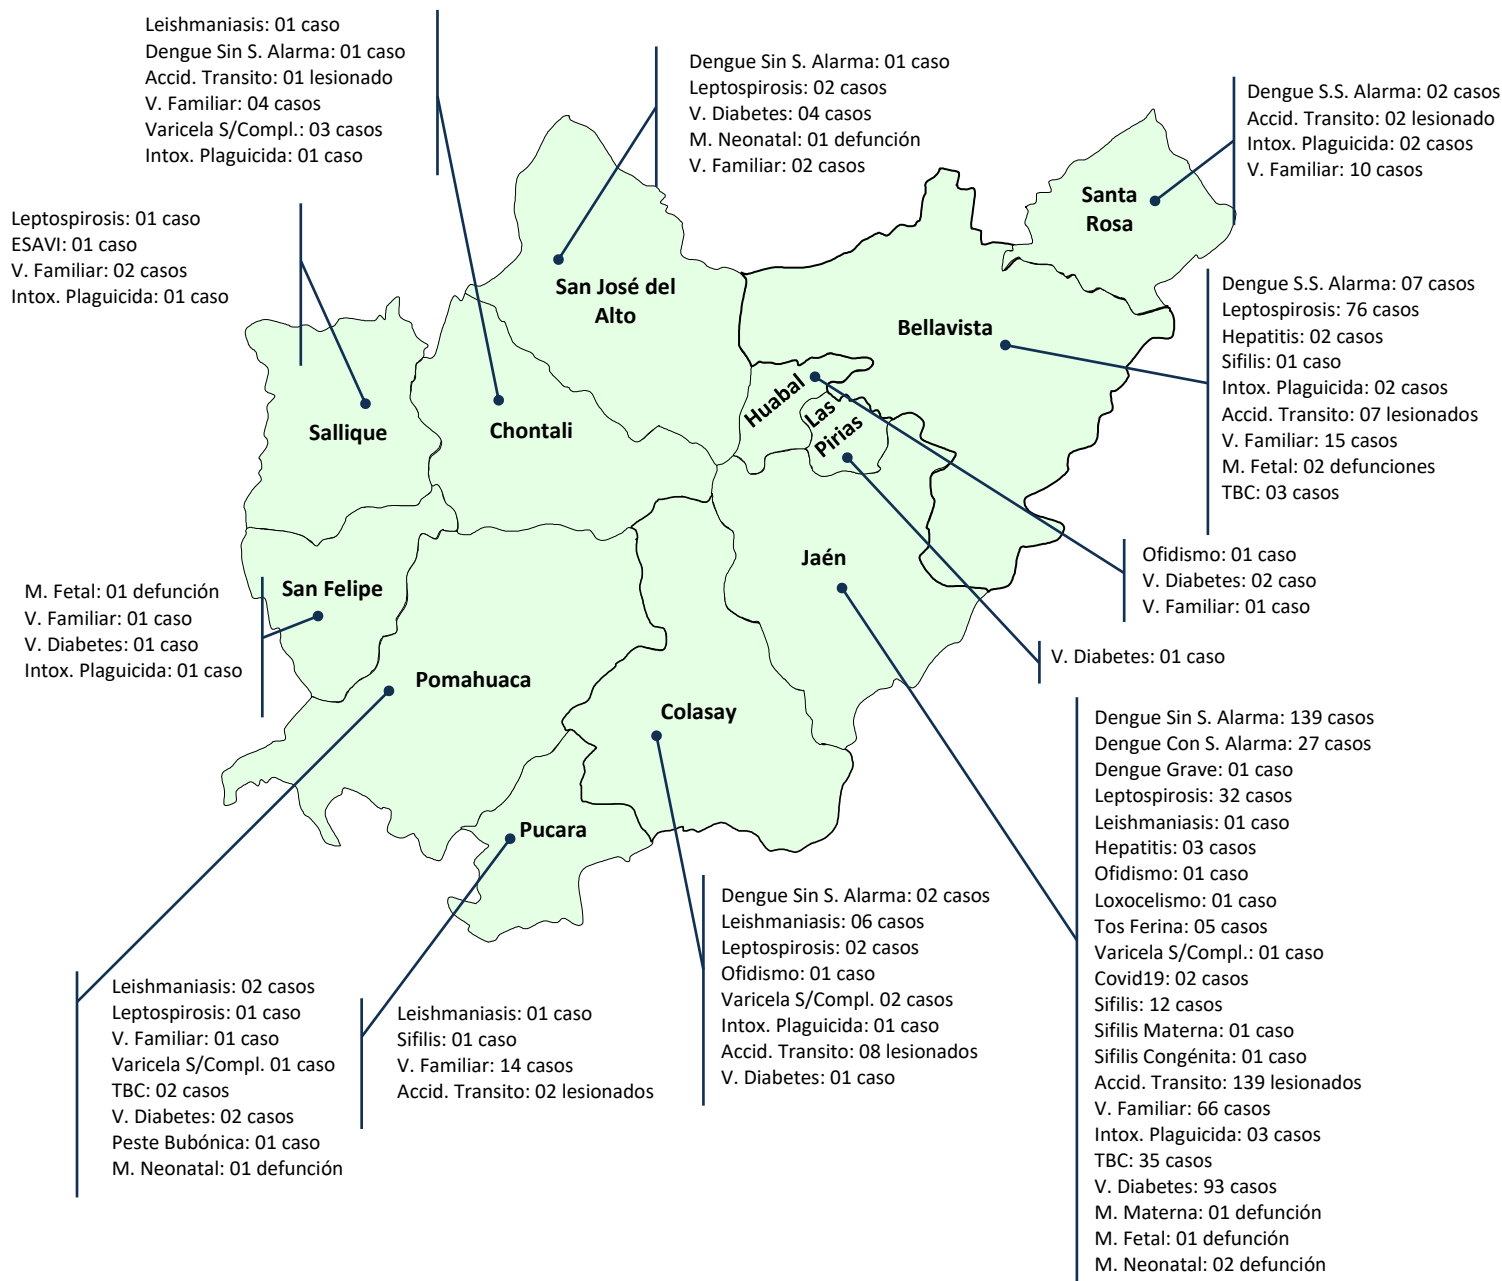 Leishmaniasis: 01 caso
Dengue Sin S. Alarma: 01 caso
Accid. Transito: 01 lesionado
V. Familiar: 04 casos
Varicela S/Compl.: 03 casos
Intox. Plaguicida: 01 caso
Dengue Sin S. Alarma: 01 caso
Leptospirosis: 02 casos
V. Diabetes: 04 casos
M. Neonatal: 01 defunción
V. Familiar: 02 casos
Dengue S.S. Alarma: 02 casos
Accid. Transito: 02 lesionado
Intox. Plaguicida: 02 casos
V. Familiar: 10 casos
Leptospirosis: 01 caso
ESAVI: 01 caso
V. Familiar: 02 casos
Intox. Plaguicida: 01 caso
Santa
Rosa
San José del
Alto
Bellavista
Dengue S.S. Alarma: 07 casos
Leptospirosis: 76 casos
Hepatitis: 02 casos
Sifilis: 01 caso
Intox. Plaguicida: 02 casos
Accid. Transito: 07 lesionados
V. Familiar: 15 casos
M. Fetal: 02 defunciones
TBC: 03 casos
Sallique
Chontali
Huabal
Las
Pirias
Jaén
Ofidismo: 01 caso
V. Diabetes: 02 caso
V. Familiar: 01 caso
M. Fetal: 01 defunción
V. Familiar: 01 caso
V. Diabetes: 01 caso
Intox. Plaguicida: 01 caso
San Felipe
V. Diabetes: 01 caso
Pomahuaca
Colasay
Pucara
Dengue Sin S. Alarma: 139 casos
Dengue Con S. Alarma: 27 casos
Dengue Grave: 01 caso
Leptospirosis: 32 casos
Leishmaniasis: 01 caso
Hepatitis: 03 casos
Ofidismo: 01 caso
Loxocelismo: 01 caso
Tos Ferina: 05 casos
Varicela S/Compl.: 01 caso
Covid19: 02 casos
Sifilis: 12 casos
Sifilis Materna: 01 caso
Sifilis Congénita: 01 caso
Accid. Transito: 139 lesionados
V. Familiar: 66 casos
Intox. Plaguicida: 03 casos
TBC: 35 casos
V. Diabetes: 93 casos
M. Materna: 01 defunción
M. Fetal: 01 defunción
M. Neonatal: 02 defunción
Dengue Sin S. Alarma: 02 casos
Leishmaniasis: 06 casos
Leptospirosis: 02 casos
Ofidismo: 01 caso
Varicela S/Compl. 02 casos
Intox. Plaguicida: 01 caso
Accid. Transito: 08 lesionados
V. Diabetes: 01 caso
Leishmaniasis: 02 casos
Leptospirosis: 01 caso
V. Familiar: 01 caso
Varicela S/Compl. 01 caso
TBC: 02 casos
V. Diabetes: 02 casos
Peste Bubónica: 01 caso
M. Neonatal: 01 defunción
Leishmaniasis: 01 caso
Sifilis: 01 caso
V. Familiar: 14 casos
Accid. Transito: 02 lesionados